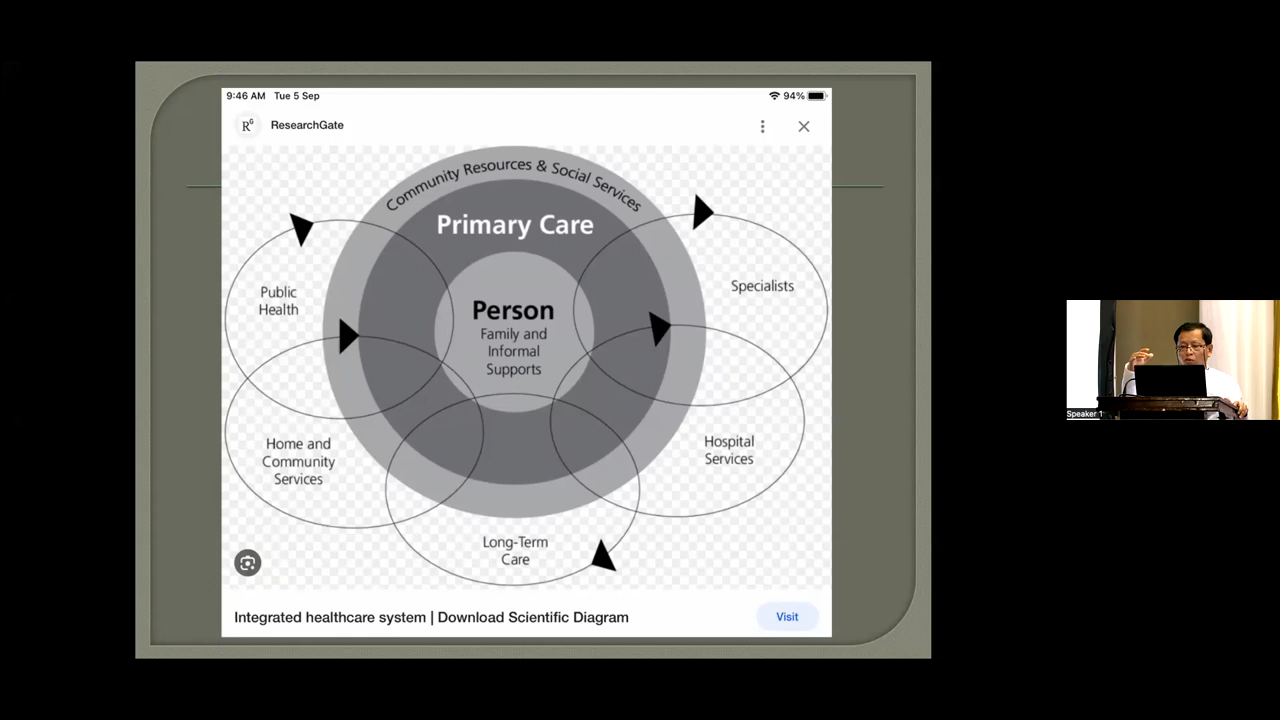 9:46 AM Tue 5 Sep
94%
RG
ResearchGate
Community Resources & Social Services
Primary Care
Public
Health
Specialists
Person
Family and
Informal
Supports
Home and
Community
Services
Hospital
Services
Long-Term
Care
Integrated healthcare system | Download Scientific Diagram
Visit
Speaker 1